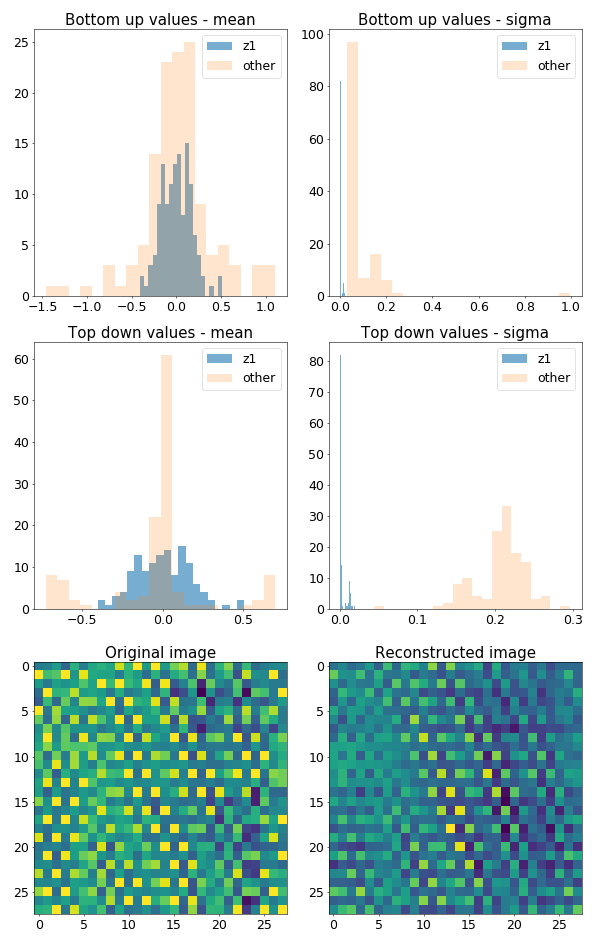 Bottom up values - mean
25
20
15
10
5
0
−1.5 −1.0 −0.5 0.0 0.5 1.0
z1
other
Bottom up values - sigma
100
80
60
40
20
0
0.0 0.2 0.4 0.6 0.8 1.0
z1
other
Top down values - mean
60
50
40
30
20
10
0
−0.5 0.0 0.5
z1
other
Top down values - sigma
80
70
60
50
40
30
20
10
0
0.0 0.1 0.2 0.3
z1
other
Original image
0
5
10
15
20
25
0 5 10 15 20 25
Reconstructed image
0
5
10
15
20
25
0 5 10 15 20 25